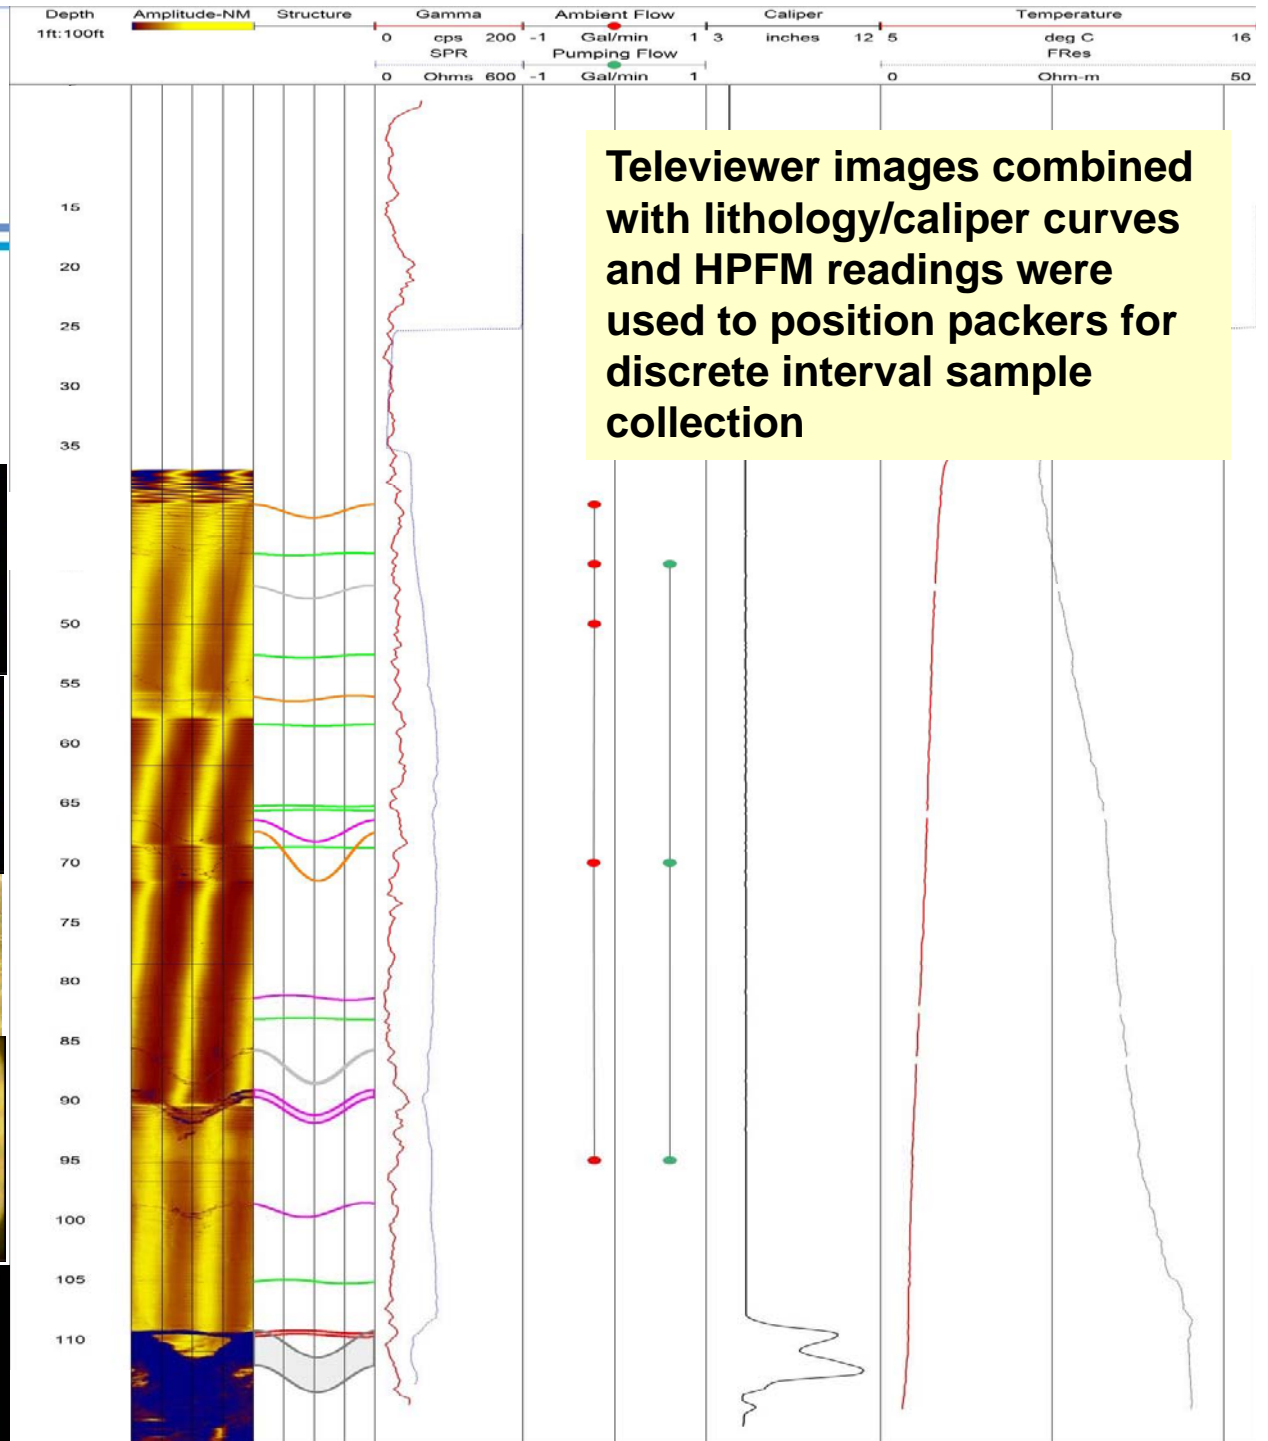 Depth Amplitude-NM Structure Gamma Ambient Flow Caliper Temperature
1ft:100ft 0 cps 200 -1 Gal/min 1 3 inches 12 5 deg C 16
SPR Pumping Flow FRes
0 Ohms 600 -1 Gal/min 1 0 Ohm-m 50
Televiewer images combined
with lithology/caliper curves
and HPFM readings were
used to position packers for
discrete interval sample
collection
15
20
25
30
35
50
55
60
65
70
75
80
85
90
95
100
105
110